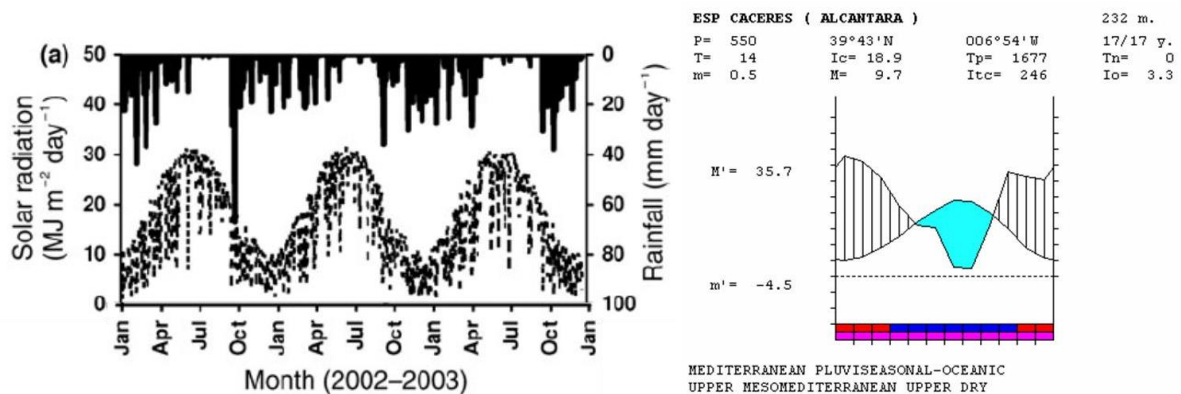 (a)
50
40
30
20
10
0
Solar radiation
(MJ m⁻² day⁻¹)
0
20
40
60
80
100
Rainfall (mm day⁻¹)
Jan Apr Jul Oct Jan Apr Jul Oct Jan Apr Jul Oct Jan
Month (2002–2003)
ESP CACERES ( ALCANTARA ) 232 m.
P= 550 39°43'N 006°54'W 17/17 y.
T= 14 Ic= 18.9 Tp= 1677 Tn= 0
m= 0.5 M= 9.7 Itc= 246 Io= 3.3
M'= 35.7
m'= -4.5
MEDITERRANEAN PLUVISEASONAL-OCEANIC
UPPER MESOMEDITERRANEAN UPPER DRY